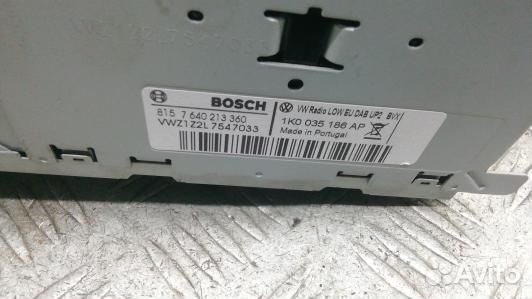 VWZ1Z2L7547033
BOSCH
815 7 640 213 360
VWZ1Z2L7547033
VW Radio LOW EU DAB UP2 BVX
1K0 035 186 AP
Made in Portugal
Avito